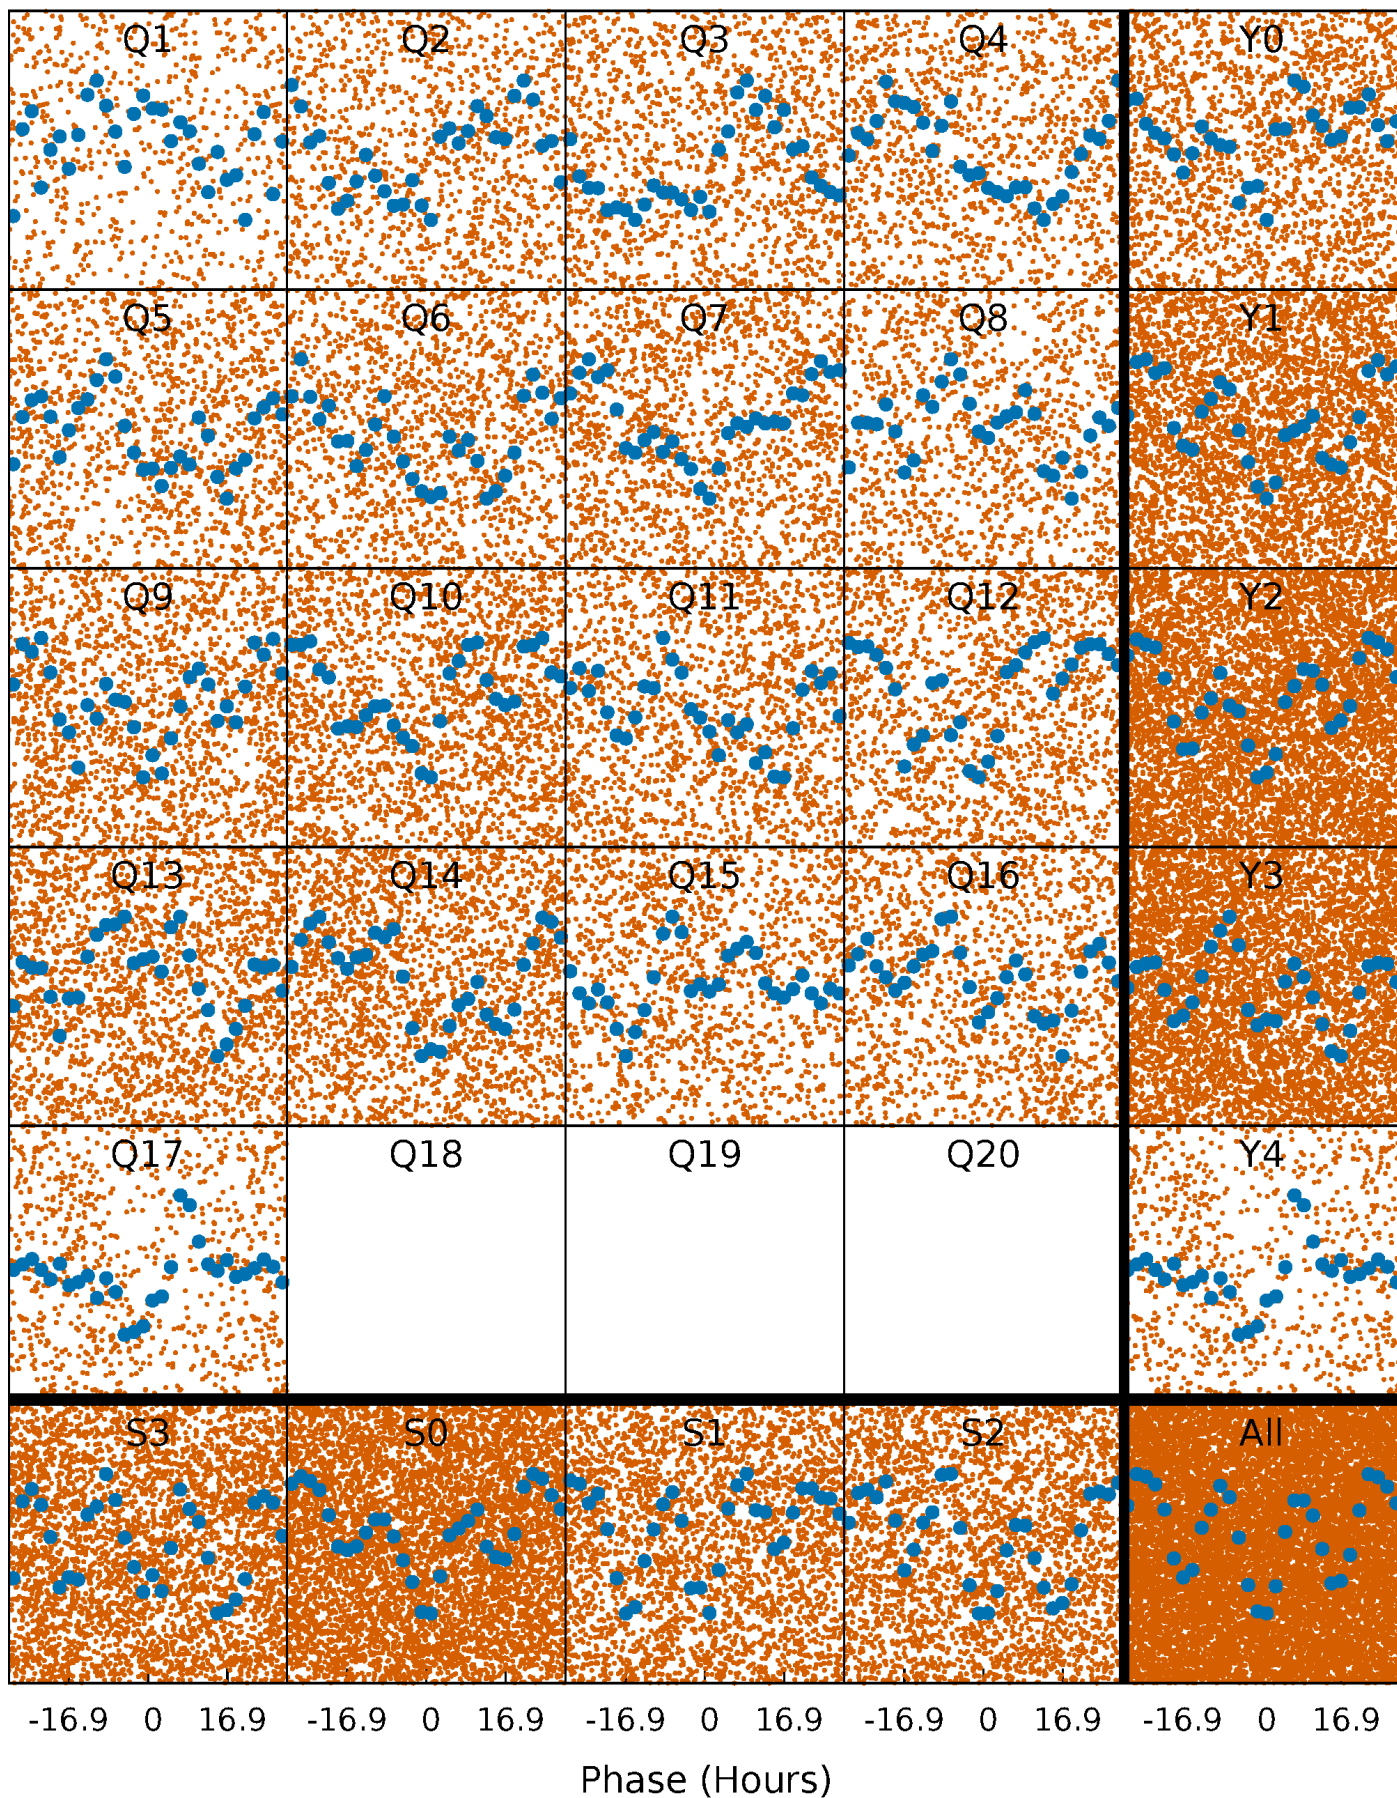 Q1 Q2 Q3 Q4 Y0
Q5 Q6 Q7 Q8 Y1
Q9 Q10 Q11 Q12 Y2
Q13 Q14 Q15 Q16 Y3
Q17 Q18 Q19 Q20 Y4
S3 S0 S1 S2 All
-16.9 0 16.9 -16.9 0 16.9 -16.9 0 16.9 -16.9 0 16.9 -16.9 0 16.9
Phase (Hours)